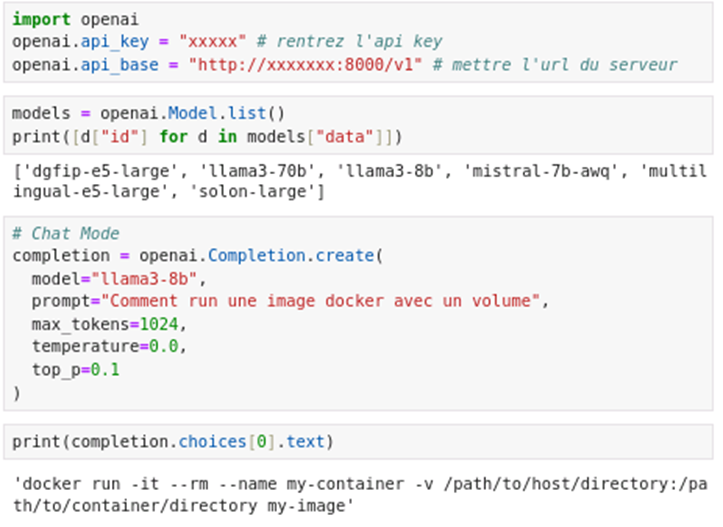 import openai
openai.api_key = "xxxxx" # rentrez l'api key
openai.api_base = "http://xxxxxxx:8000/v1" # mettre l'url du serveur
models = openai.Model.list()
print([d["id"] for d in models["data"]])
['dgfip-e5-large', 'llama3-70b', 'llama3-8b', 'mistral-7b-awq', 'multil
ingual-e5-large', 'solon-large']
# Chat Mode
completion = openai.Completion.create(
  model="llama3-8b",
  prompt="Comment run une image docker avec un volume",
  max_tokens=1024,
  temperature=0.0,
  top_p=0.1
)
print(completion.choices[0].text)
'docker run -it --rm --name my-container -v /path/to/host/directory:/pa
th/to/container/directory my-image'